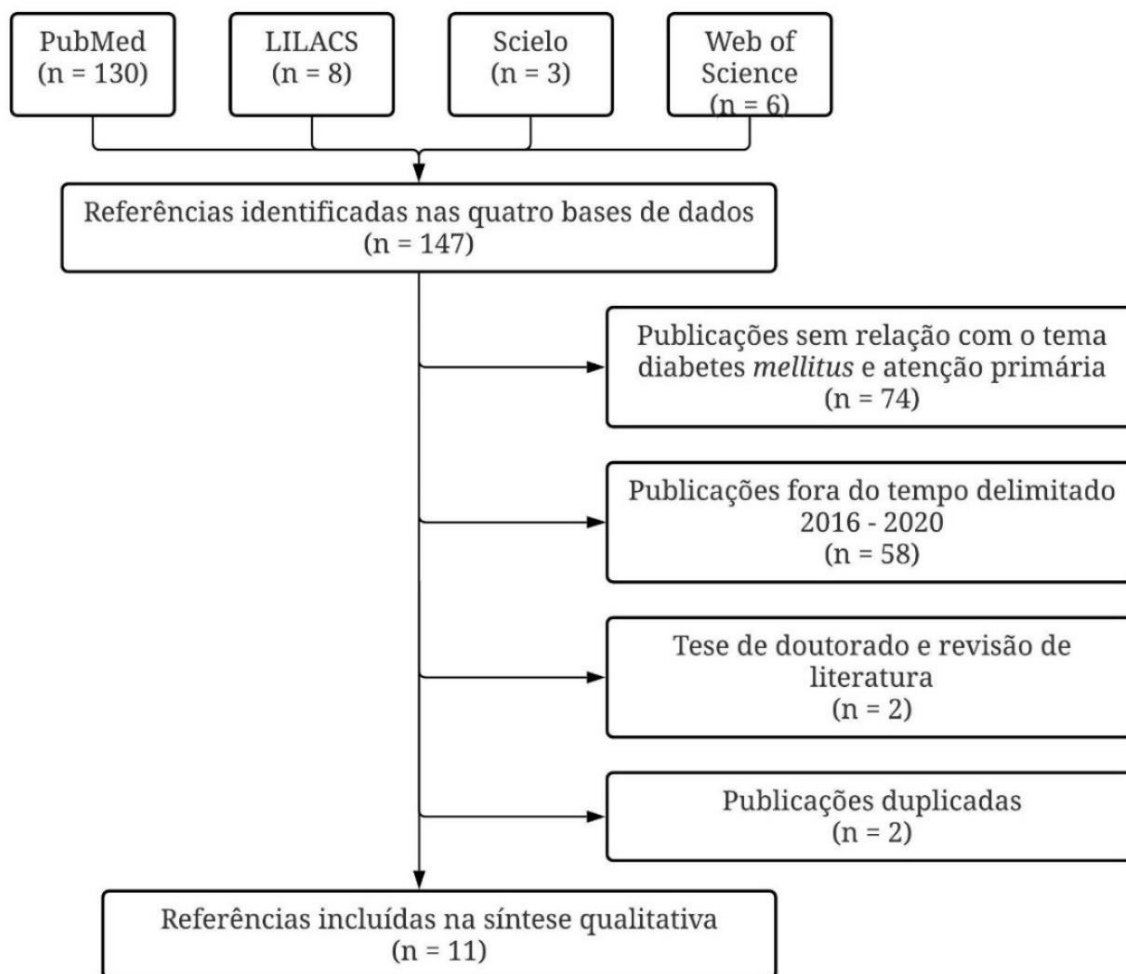 PubMed
(n = 130)
LILACS
(n = 8)
Scielo
(n = 3)
Web of
Science
(n = 6)
Referências identificadas nas quatro bases de dados
(n = 147)
Publicações sem relação com o tema
diabetes mellitus e atenção primária
(n = 74)
Publicações fora do tempo delimitado
2016 - 2020
(n = 58)
Tese de doutorado e revisão de
literatura
(n = 2)
Publicações duplicadas
(n = 2)
Referências incluídas na síntese qualitativa
(n = 11)